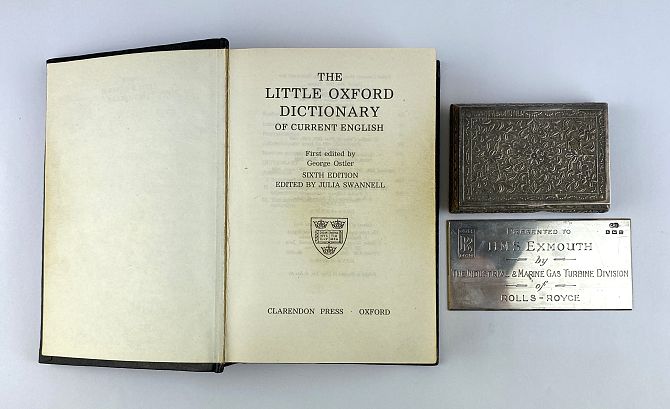 THE
LITTLE OXFORD
DICTIONARY
OF CURRENT ENGLISH
First edited by
George Ostler
SIXTH EDITION
EDITED BY JULIA SWANNELL
CLARENDON PRESS · OXFORD
PRESENTED TO
H.M.S. EXMOUTH
by
THE INDUSTRIAL & MARINE GAS TURBINE DIVISION
of
ROLLS-ROYCE